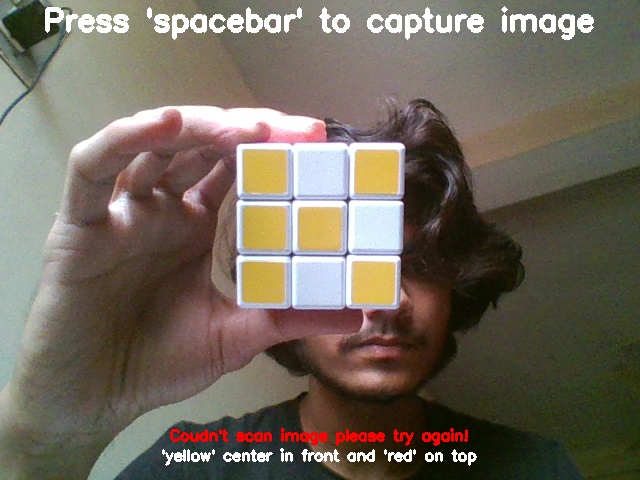 Press 'spacebar' to capture image
Coudn't scan image please try again!
'yellow' center in front and 'red' on top